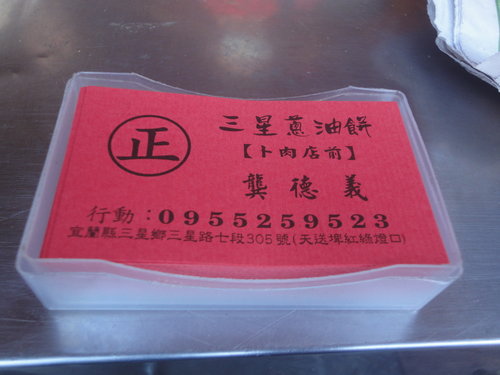 正
三星蔥油餅
【卜肉店前】
龔德義
行動：0955259523
宜蘭縣三星鄉三星路七段305號(天送埤紅綠燈口)